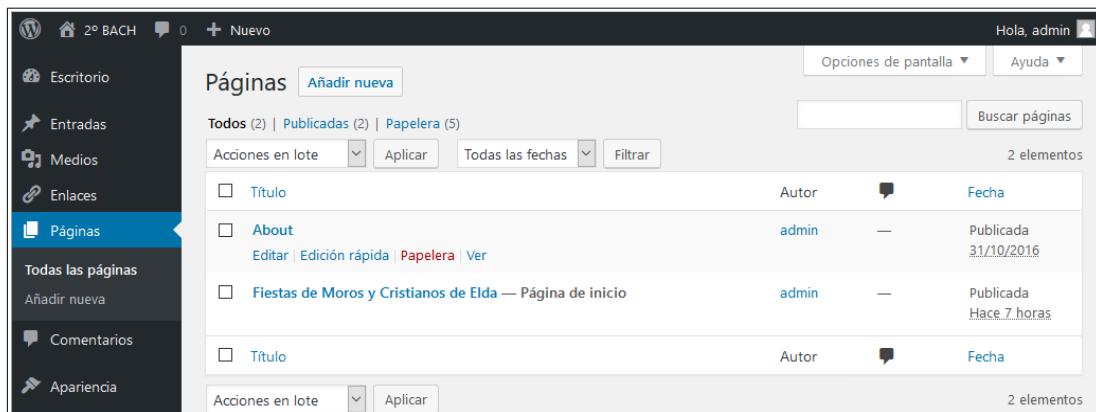 2º BACH 0 + Nuevo Hola, admin
Opciones de pantalla ▼ Ayuda ▼
Escritorio
Entradas
Medios
Enlaces
Páginas
Todas las páginas
Añadir nueva
Comentarios
Apariencia
Páginas Añadir nueva
Todos (2) | Publicadas (2) | Papelera (5)
Buscar páginas
Acciones en lote Aplicar Todas las fechas Filtrar 2 elementos
Título Autor Fecha
About admin — Publicada
Editar | Edición rápida | Papelera | Ver 31/10/2016
Fiestas de Moros y Cristianos de Elda — Página de inicio admin — Publicada
Hace 7 horas
Título Autor Fecha
Acciones en lote Aplicar 2 elementos